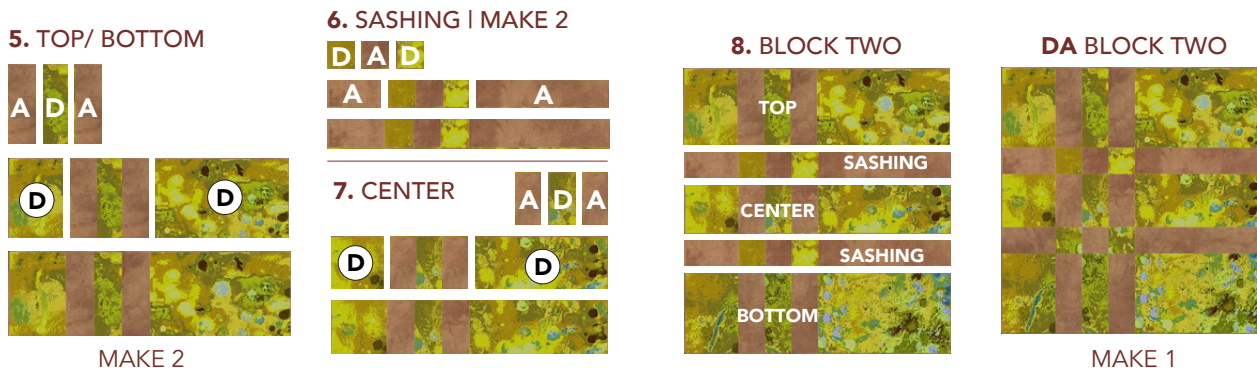 5. TOP/ BOTTOM
A D A
D D
MAKE 2
6. SASHING | MAKE 2
D A D
A A
7. CENTER
A D A
D D
8. BLOCK TWO
TOP
SASHING
CENTER
SASHING
BOTTOM
DA BLOCK TWO
MAKE 1